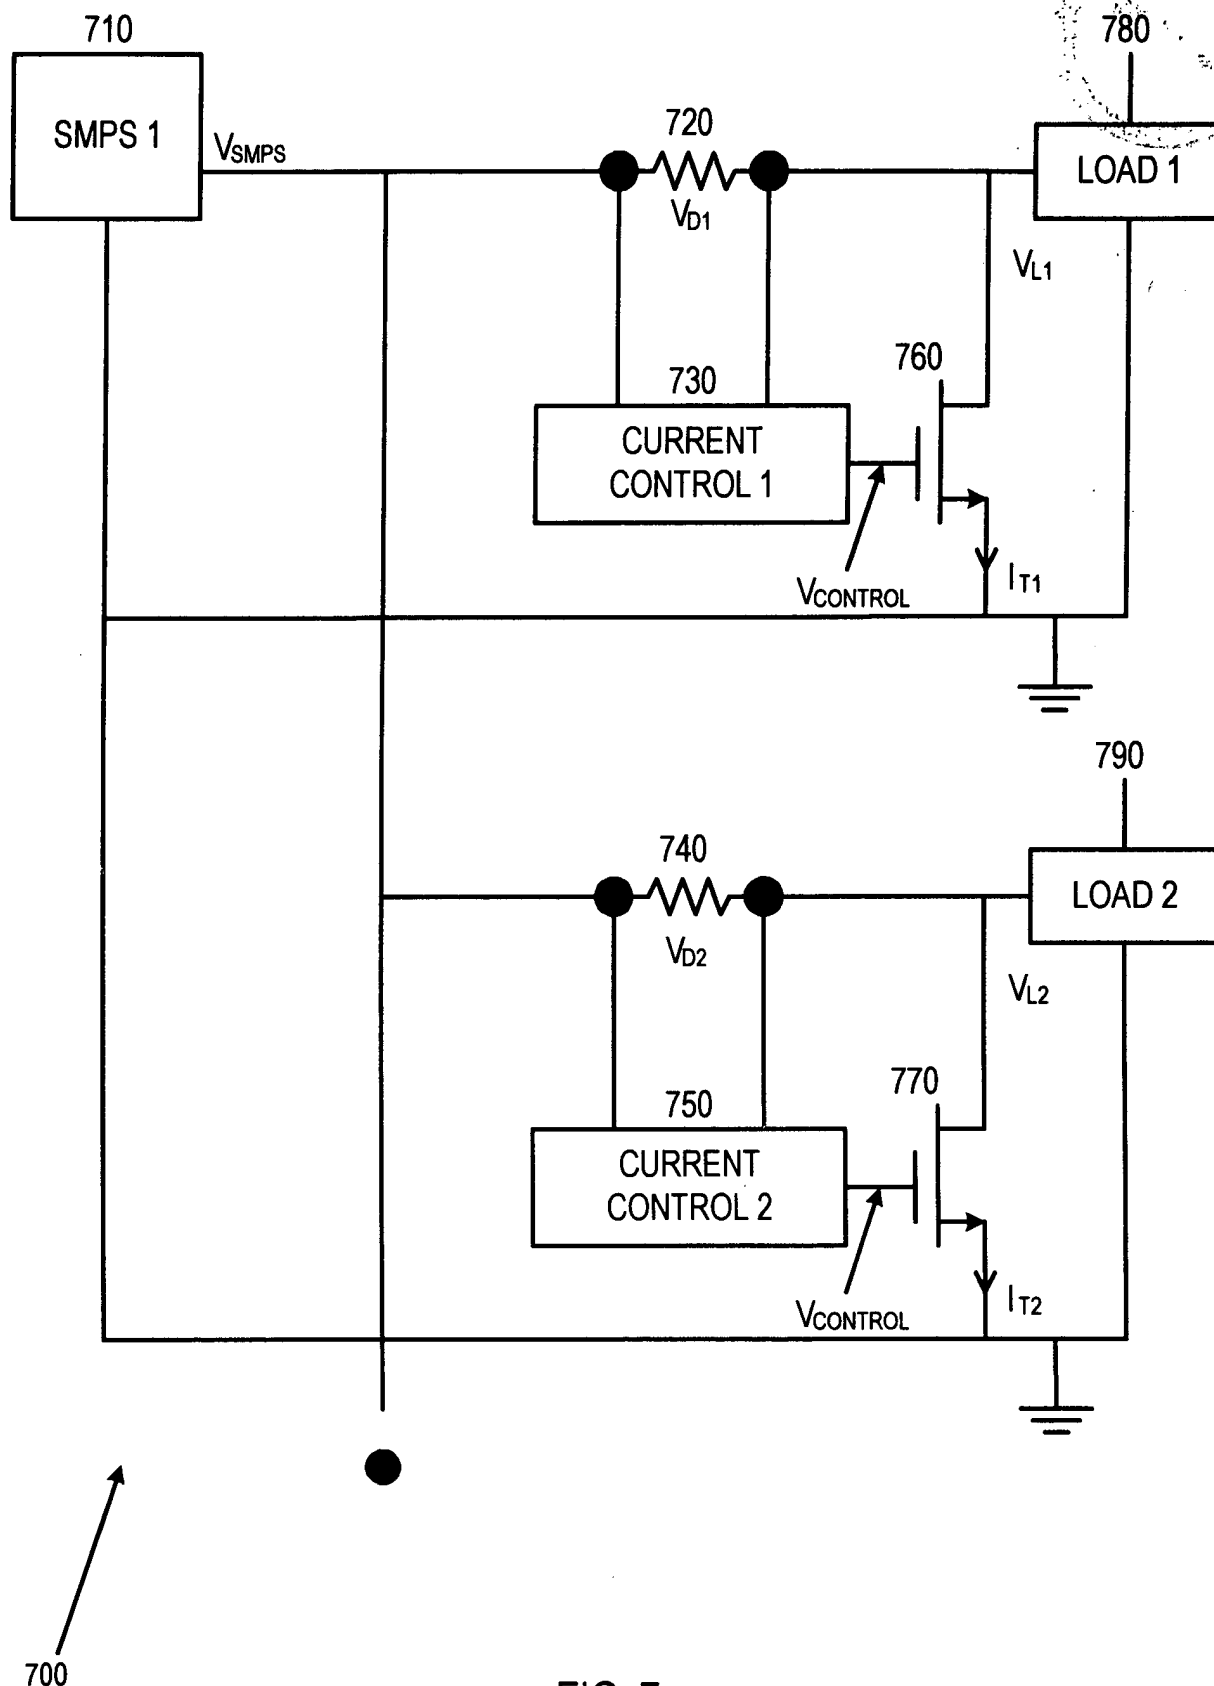 710
780
SMPS 1
VSMPS
720
LOAD 1
VD1
VL1
760
730
CURRENT
CONTROL 1
VCONTROL
IT1
790
740
LOAD 2
VD2
VL2
770
750
CURRENT
CONTROL 2
VCONTROL
IT2
700